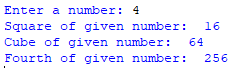 Enter a number: 4
Square of given number:  16
Cube of given number:  64
Fourth of given number:  256